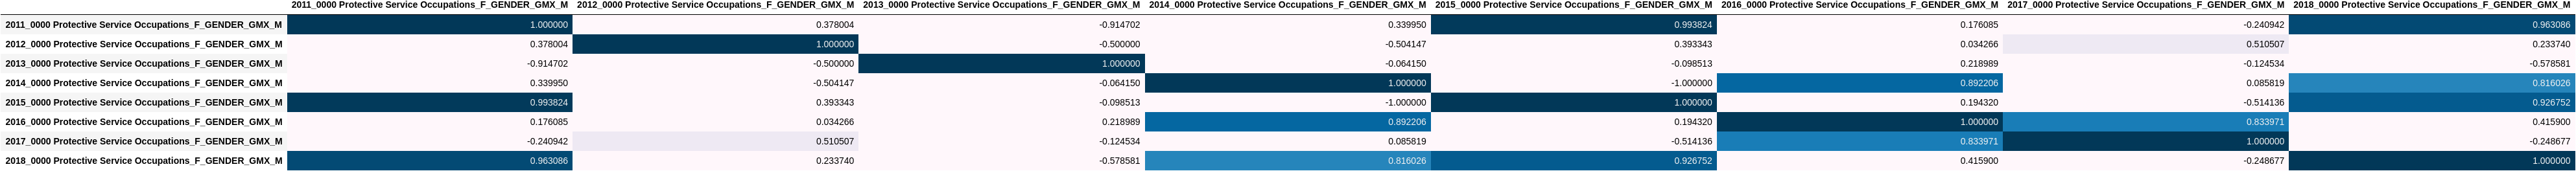 2011_0000 Protective Service Occupations_F_GENDER_GMX_M 2012_0000 Protective Service Occupations_F_GENDER_GMX_M 2013_0000 Protective Service Occupations_F_GENDER_GMX_M 2014_0000 Protective Service Occupations_F_GENDER_GMX_M 2015_0000 Protective Service Occupations_F_GENDER_GMX_M 2016_0000 Protective Service Occupations_F_GENDER_GMX_M 2017_0000 Protective Service Occupations_F_GENDER_GMX_M 2018_0000 Protective Service Occupations_F_GENDER_GMX_M
2011_0000 Protective Service Occupations_F_GENDER_GMX_M 1.000000 0.378004 -0.914702 0.339950 0.993824 0.176085 -0.240942 0.963086
2012_0000 Protective Service Occupations_F_GENDER_GMX_M 0.378004 1.000000 -0.500000 -0.504147 0.393343 0.034266 0.510507 0.233740
2013_0000 Protective Service Occupations_F_GENDER_GMX_M -0.914702 -0.500000 1.000000 -0.064150 -0.098513 0.218989 -0.124534 -0.578581
2014_0000 Protective Service Occupations_F_GENDER_GMX_M 0.339950 -0.504147 -0.064150 1.000000 -1.000000 0.892206 0.085819 0.816026
2015_0000 Protective Service Occupations_F_GENDER_GMX_M 0.993824 0.393343 -0.098513 -1.000000 1.000000 0.194320 -0.514136 0.926752
2016_0000 Protective Service Occupations_F_GENDER_GMX_M 0.176085 0.034266 0.218989 0.892206 0.194320 1.000000 0.833971 0.415900
2017_0000 Protective Service Occupations_F_GENDER_GMX_M -0.240942 0.510507 -0.124534 0.085819 -0.514136 0.833971 1.000000 -0.248677
2018_0000 Protective Service Occupations_F_GENDER_GMX_M 0.963086 0.233740 -0.578581 0.816026 0.926752 0.415900 -0.248677 1.000000